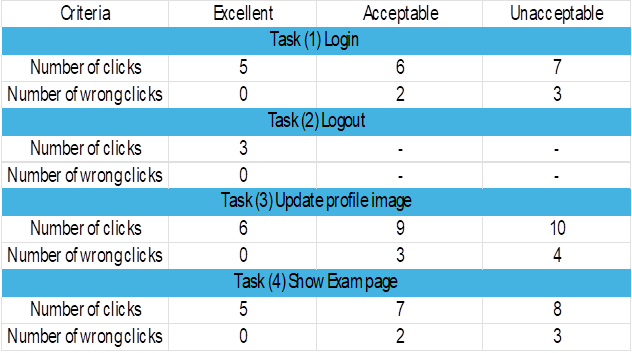 Criteria Excellent Acceptable Unacceptable
Task (1) Login
Number of clicks 5 6 7
Number of wrong clicks 0 2 3
Task (2) Logout
Number of clicks 3 - -
Number of wrong clicks 0 - -
Task (3) Update profile image
Number of clicks 6 9 10
Number of wrong clicks 0 3 4
Task (4) Show Exam page
Number of clicks 5 7 8
Number of wrong clicks 0 2 3